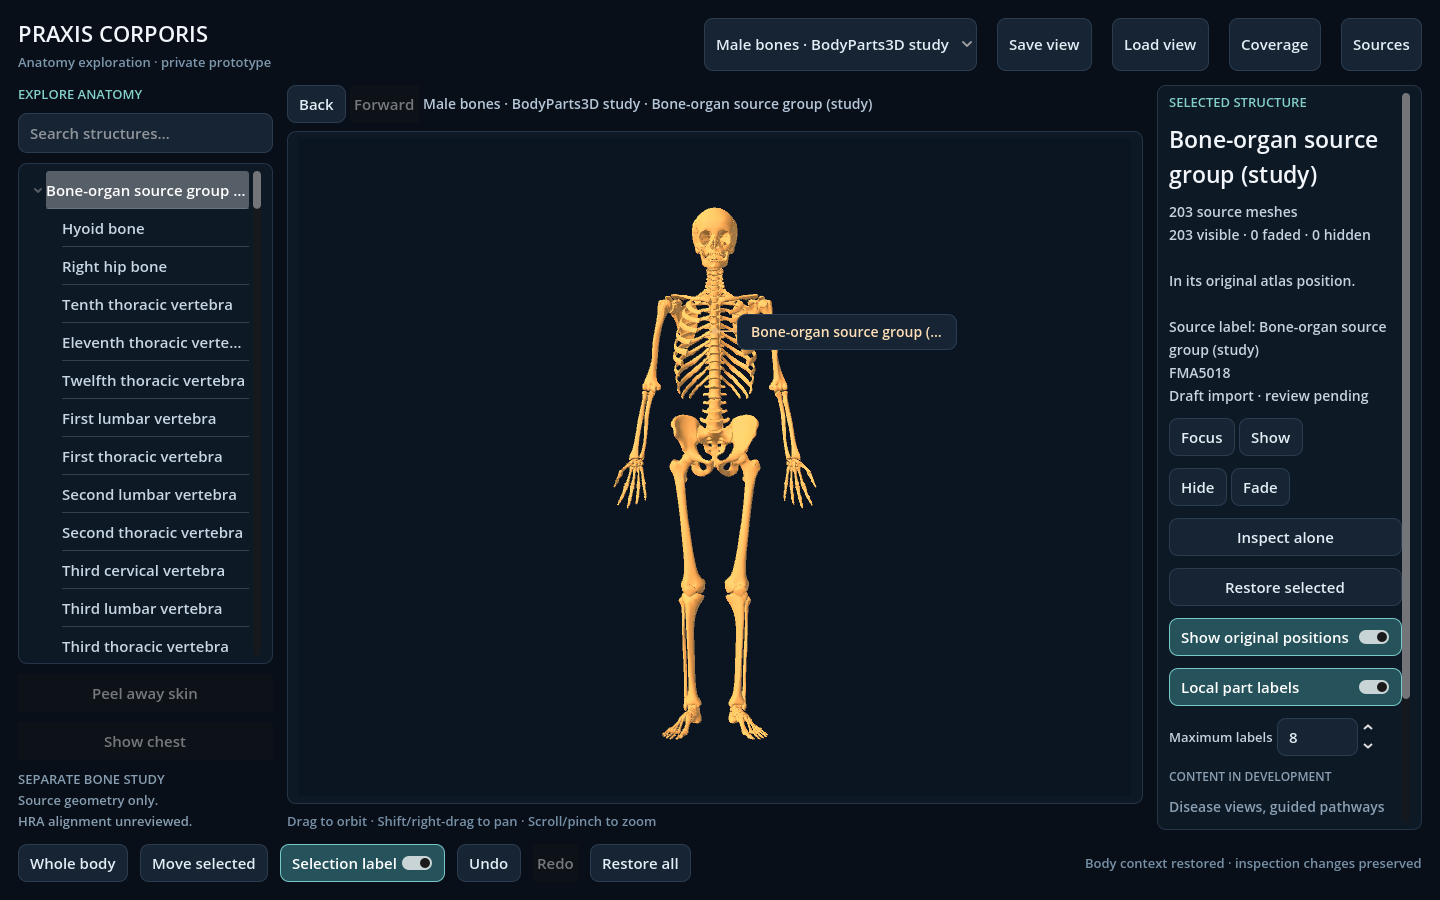 PRAXIS CORPORIS
Anatomy exploration · private prototype
Male bones · BodyParts3D study
Save view
Load view
Coverage
Sources
EXPLORE ANATOMY
Search structures...
Bone-organ source group ...
Hyoid bone
Right hip bone
Tenth thoracic vertebra
Eleventh thoracic verte...
Twelfth thoracic vertebra
First lumbar vertebra
First thoracic vertebra
Second lumbar vertebra
Second thoracic vertebra
Third cervical vertebra
Third lumbar vertebra
Third thoracic vertebra
Peel away skin
Show chest
SEPARATE BONE STUDY
Source geometry only.
HRA alignment unreviewed.
Back
Forward
Male bones · BodyParts3D study · Bone-organ source group (study)
Bone-organ source group (...
Drag to orbit · Shift/right-drag to pan · Scroll/pinch to zoom
SELECTED STRUCTURE
Bone-organ source
group (study)
203 source meshes
203 visible · 0 faded · 0 hidden
In its original atlas position.
Source label: Bone-organ source
group (study)
FMA5018
Draft import · review pending
Focus
Show
Hide
Fade
Inspect alone
Restore selected
Show original positions
Local part labels
Maximum labels
8
CONTENT IN DEVELOPMENT
Disease views, guided pathways
Whole body
Move selected
Selection label
Undo
Redo
Restore all
Body context restored · inspection changes preserved